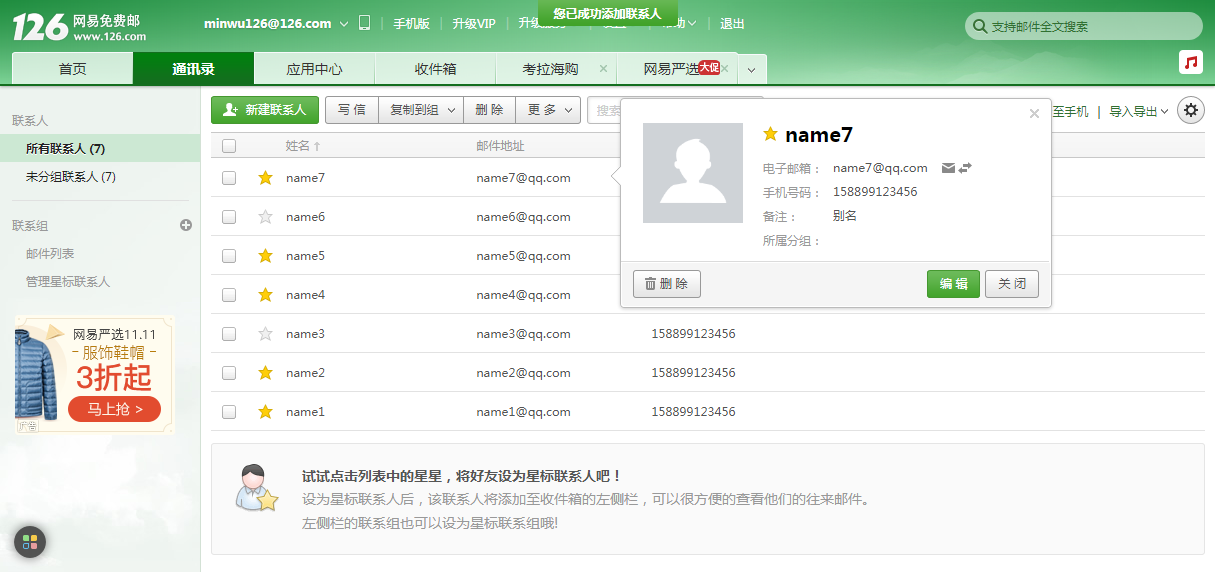 126 网易免费邮
www.126.com
minwu126@126.com
手机版
升级VIP
您已成功添加联系人
退出
支持邮件全文搜索
首页
通讯录
应用中心
收件箱
考拉海购 ×
网易严选 大促 ×
联系人
所有联系人 (7)
未分组联系人 (7)
联系组
邮件列表
管理星标联系人
网易严选11.11
- 服饰鞋帽 -
3折起
马上抢 >
广告
新建联系人
写 信
复制到组
删 除
更 多
搜索
至手机 | 导入导出
姓名↑ 邮件地址
name7 name7@qq.com
name6 name6@qq.com
name5 name5@qq.com
name4 name4@qq.com
name3 name3@qq.com 158899123456
name2 name2@qq.com 158899123456
name1 name1@qq.com 158899123456
name7
电子邮箱： name7@qq.com
手机号码： 158899123456
备注： 别名
所属分组：
删 除
编 辑
关 闭
试试点击列表中的星星，将好友设为星标联系人吧！
设为星标联系人后，该联系人将添加至收件箱的左侧栏，可以很方便的查看他们的往来邮件。
左侧栏的联系组也可以设为星标联系组哦!